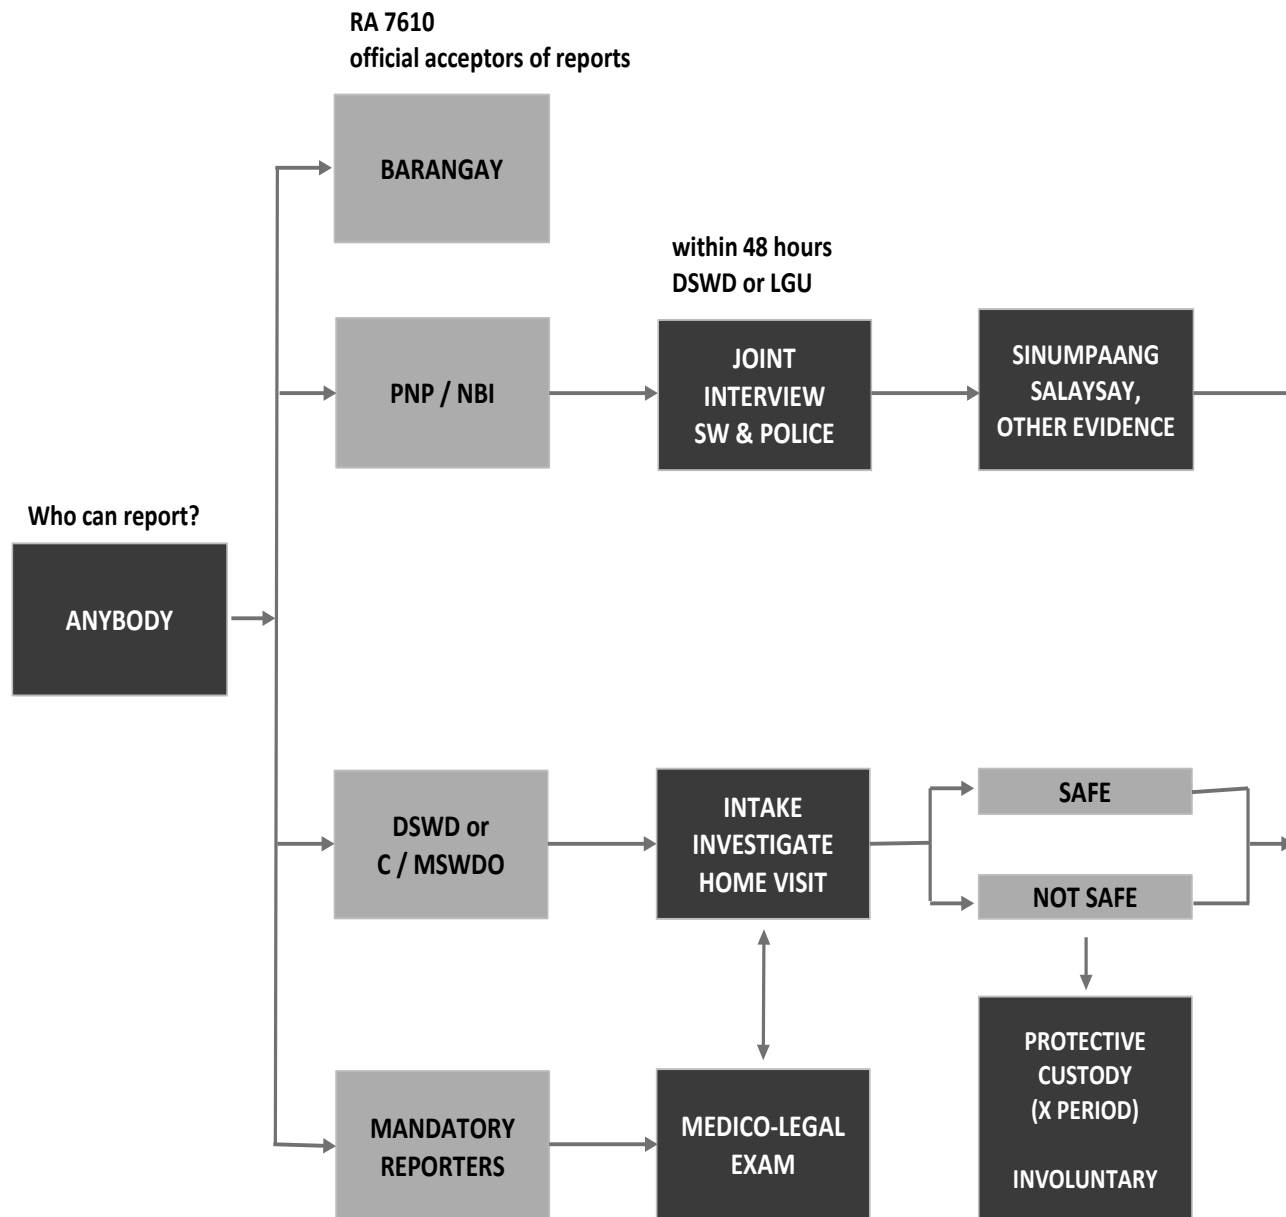 RA 7610
official acceptors of reports
BARANGAY
within 48 hours
DSWD or LGU
PNP / NBI
JOINT
INTERVIEW
SW & POLICE
SINUMPAANG
SALAYSAY,
OTHER EVIDENCE
Who can report?
ANYBODY
DSWD or
C / MSWDO
INTAKE
INVESTIGATE
HOME VISIT
SAFE
NOT SAFE
MANDATORY
REPORTERS
MEDICO-LEGAL
EXAM
PROTECTIVE
CUSTODY
(X PERIOD)
INVOLUNTARY